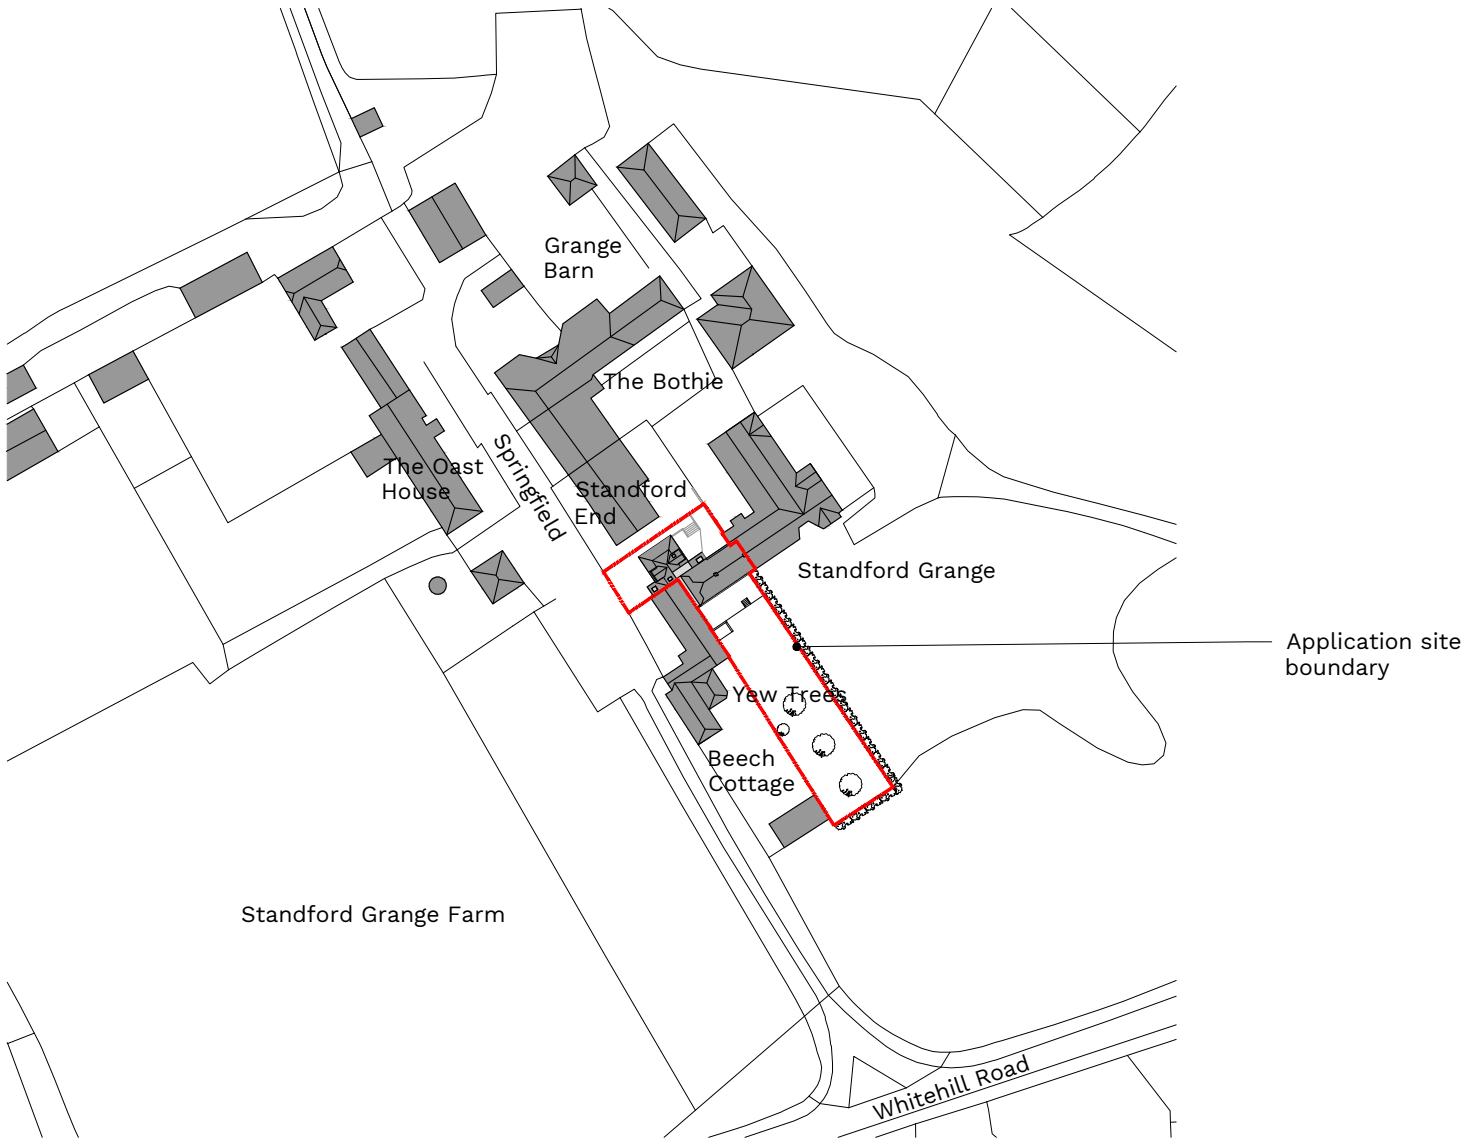 Grange
Barn
The Bothie
The Oast
House
Springfield
Standford
End
Standford Grange
Application site
boundary
Yew Trees
Beech
Cottage
Standford Grange Farm
Whitehill Road